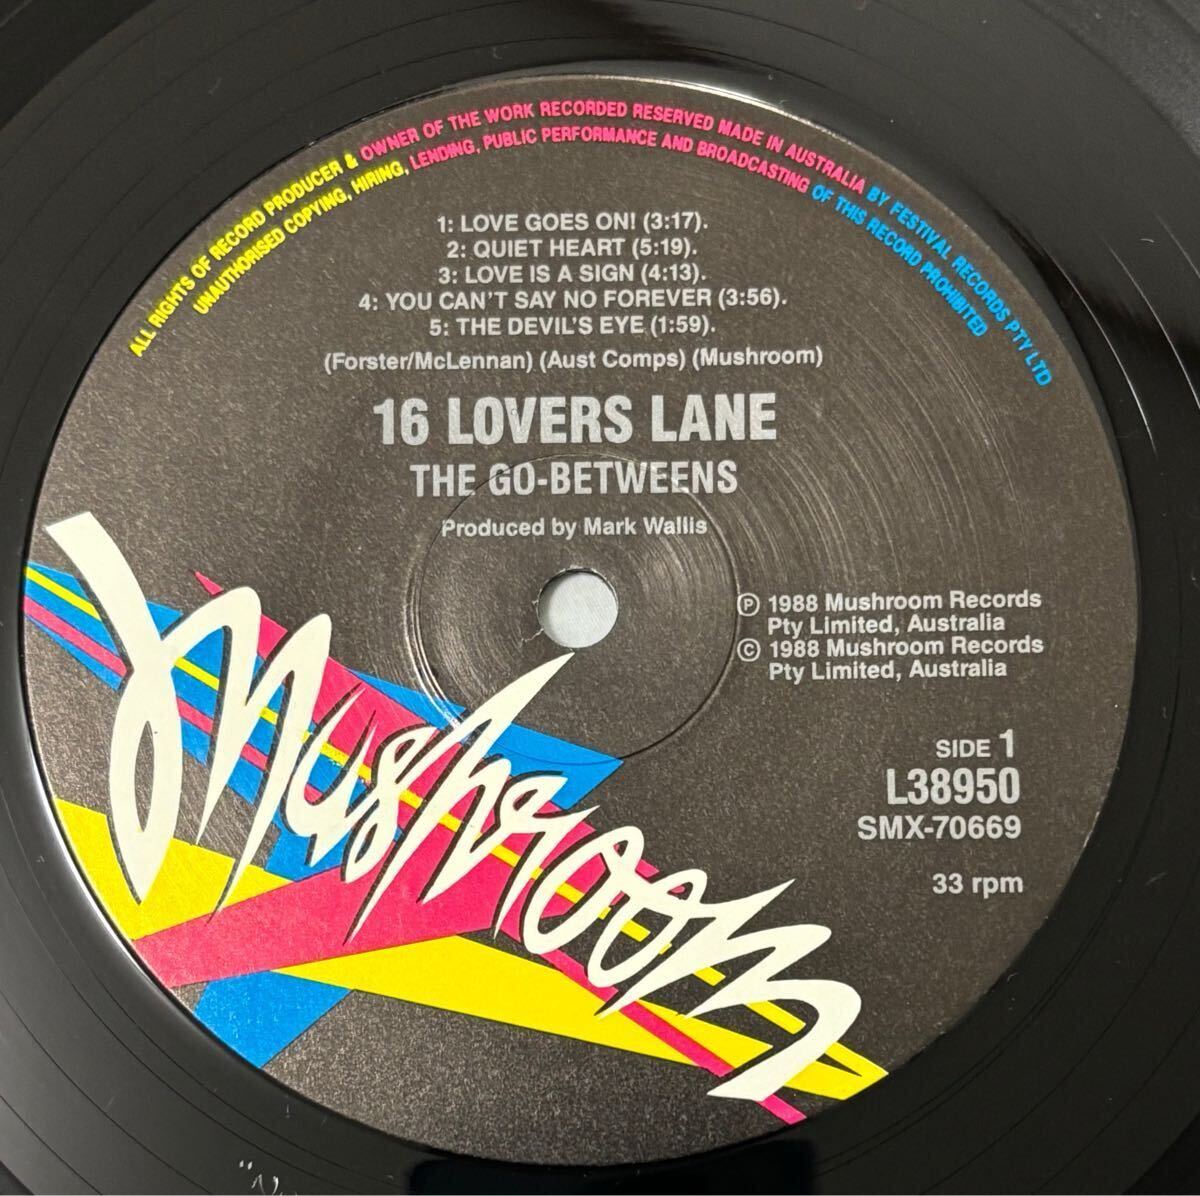 ALL RIGHTS OF RECORD PRODUCER & OWNER OF THE WORK RECORDED RESERVED MADE IN AUSTRALIA BY FESTIVAL RECORDS PTY LTD
UNAUTHORISED COPYING, HIRING, LENDING, PUBLIC PERFORMANCE AND BROADCASTING OF THIS RECORD PROHIBITED
1: LOVE GOES ON! (3:17).
2: QUIET HEART (5:19).
3: LOVE IS A SIGN (4:13).
4: YOU CAN'T SAY NO FOREVER (3:56).
5: THE DEVIL'S EYE (1:59).
(Forster/McLennan) (Aust Comps) (Mushroom)
16 LOVERS LANE
THE GO-BETWEENS
Produced by Mark Wallis
Ⓟ 1988 Mushroom Records
Pty Limited, Australia
© 1988 Mushroom Records
Pty Limited, Australia
SIDE 1
L38950
SMX-70669
33 rpm
Mushroom